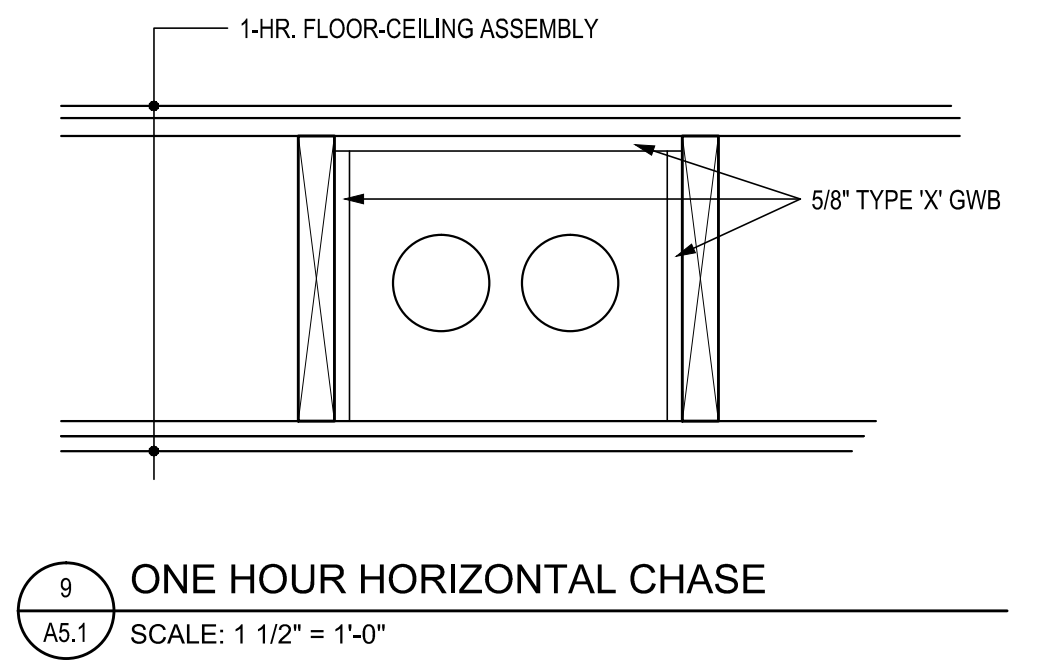 1-HR. FLOOR-CEILING ASSEMBLY
5/8" TYPE 'X' GWB
9
ONE HOUR HORIZONTAL CHASE
A5.1
SCALE: 1 1/2" = 1'-0"